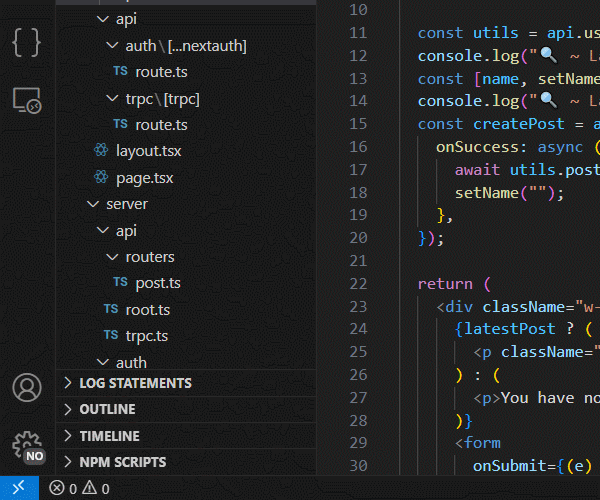 api
auth\[...nextauth]
TS route.ts
trpc\[trpc]
TS route.ts
layout.tsx
page.tsx
server
api
routers
TS post.ts
TS root.ts
TS trpc.ts
auth
LOG STATEMENTS
OUTLINE
TIMELINE
NPM SCRIPTS
NO
0 0
10
11 const utils = api.us
12 console.log("🔍 ~ La
13 const [name, setName
14 console.log("🔍 ~ La
15 const createPost = a
16 onSuccess: async (
17 await utils.post
18 setName("");
19 },
20 });
21
22 return (
23 <div className="w-
24 {latestPost ? (
25 <p className="
26 ) : (
27 <p>You have no
28 )}
29 <form
30 onSubmit={(e)